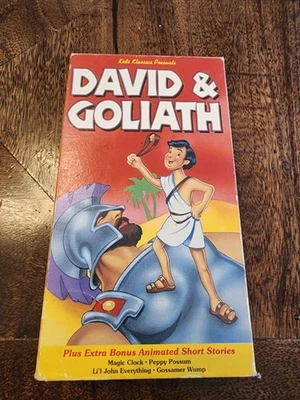 Kids Klassics Presents
DAVID &
GOLIATH
Plus Extra Bonus Animated Short Stories
Magic Clock • Peppy Possum
Li'l John Everything • Gossamer Wump